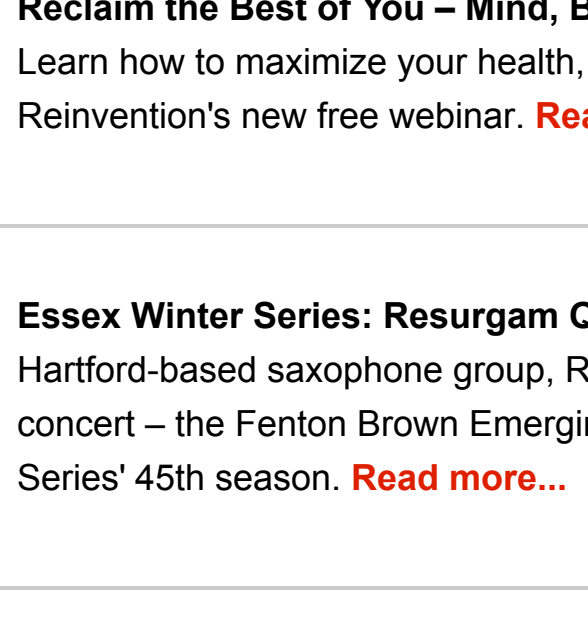 Reclaim the Best of You – Mind,
Learn how to maximize your health,
Reinvention's new free webinar.
Essex Winter Series: Resurgam
Hartford-based saxophone group,
concert – the Fenton Brown
Series' 45th season. Read more...